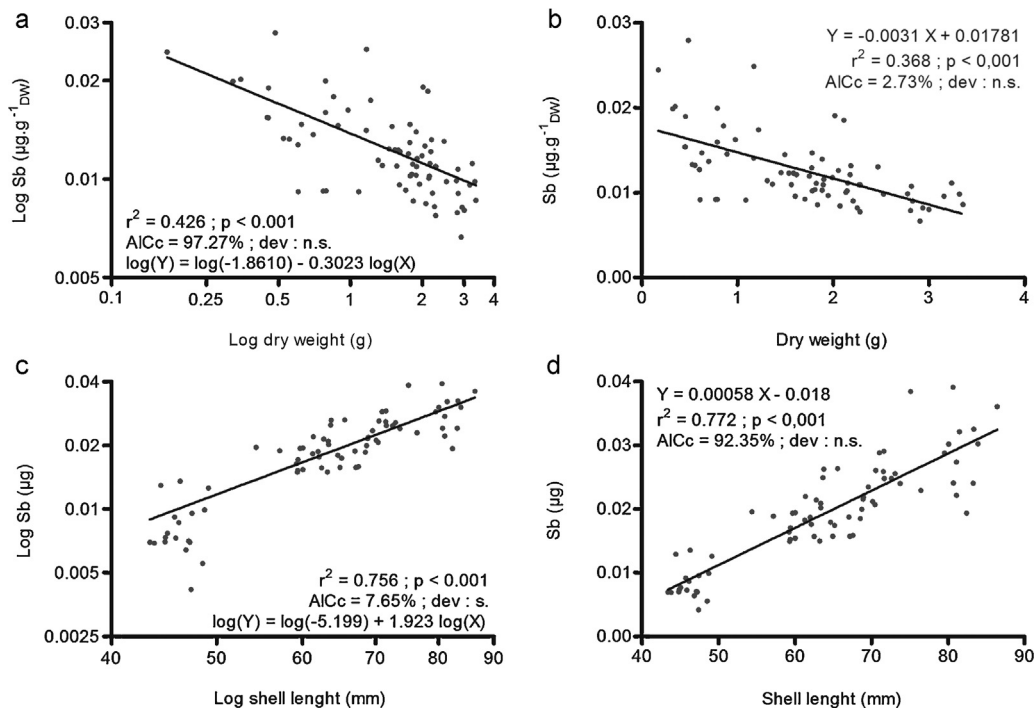 a
0.03
0.02
0.01
0.005
Log Sb (µg.g⁻¹DW)
r² = 0.426 ; p < 0.001
AICc = 97.27% ; dev : n.s.
log(Y) = log(-1.8610) - 0.3023 log(X)
0.1 0.25 0.5 1 2 3 4
Log dry weight (g)
b
0.03
0.02
0.01
0.00
Sb (µg.g⁻¹DW)
Y = -0.0031 X + 0.01781
r² = 0.368 ; p < 0,001
AICc = 2.73% ; dev : n.s.
0 1 2 3 4
Dry weight (g)
c
0.04
0.02
0.01
0.005
0.0025
Log Sb (µg)
r² = 0.756 ; p < 0.001
AICc = 7.65% ; dev : s.
log(Y) = log(-5.199) + 1.923 log(X)
40 50 60 70 80 90
Log shell lenght (mm)
d
0.04
0.03
0.02
0.01
0.00
Sb (µg)
Y = 0.00058 X - 0.018
r² = 0.772 ; p < 0,001
AICc = 92.35% ; dev : n.s.
40 50 60 70 80 90
Shell lenght (mm)